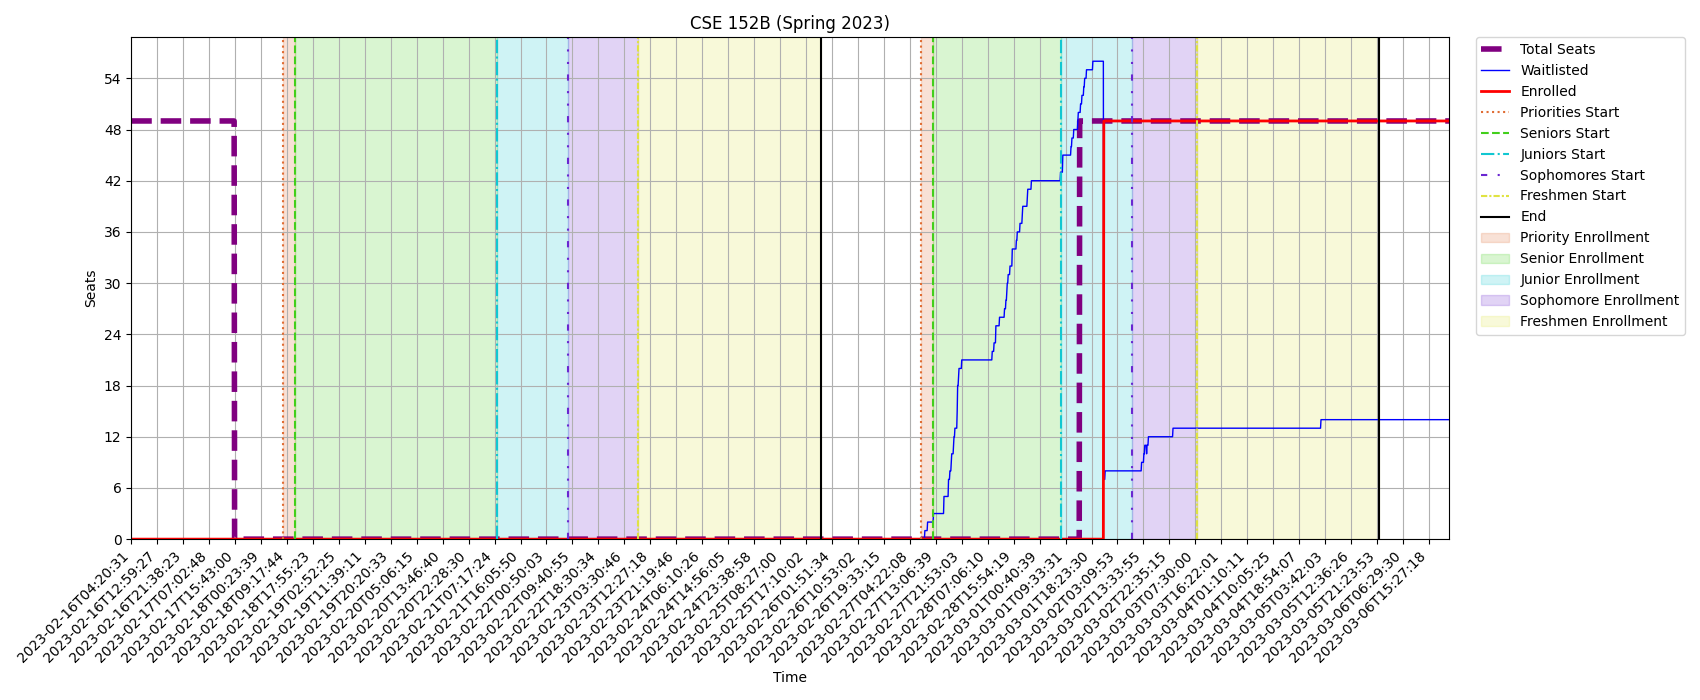 CSE 152B (Spring 2023)
Seats
54
48
42
36
30
24
18
12
6
0
2023-02-16T04:20:31
2023-02-16T12:59:27
2023-02-16T21:38:23
2023-02-17T07:02:48
2023-02-17T15:43:00
2023-02-18T00:23:39
2023-02-18T09:17:44
2023-02-18T17:55:23
2023-02-19T02:52:25
2023-02-19T11:39:11
2023-02-19T20:20:33
2023-02-20T05:06:15
2023-02-20T13:46:40
2023-02-20T22:28:30
2023-02-21T07:17:24
2023-02-21T16:05:50
2023-02-22T00:50:03
2023-02-22T09:40:55
2023-02-22T18:30:34
2023-02-23T03:30:46
2023-02-23T12:27:18
2023-02-23T21:19:46
2023-02-24T06:10:26
2023-02-24T14:56:05
2023-02-24T23:38:58
2023-02-25T08:27:00
2023-02-25T17:10:02
2023-02-26T01:51:34
2023-02-26T10:53:02
2023-02-26T19:33:15
2023-02-27T04:22:08
2023-02-27T13:06:39
2023-02-27T21:53:03
2023-02-28T07:06:10
2023-02-28T15:54:19
2023-03-01T00:40:39
2023-03-01T09:33:31
2023-03-01T18:23:30
2023-03-02T03:09:53
2023-03-02T13:33:55
2023-03-02T22:35:15
2023-03-03T07:30:00
2023-03-03T16:22:01
2023-03-04T01:10:11
2023-03-04T10:05:25
2023-03-04T18:54:07
2023-03-05T03:42:03
2023-03-05T12:36:26
2023-03-05T21:23:53
2023-03-06T06:29:30
2023-03-06T15:27:18
Time
Total Seats
Waitlisted
Enrolled
Priorities Start
Seniors Start
Juniors Start
Sophomores Start
Freshmen Start
End
Priority Enrollment
Senior Enrollment
Junior Enrollment
Sophomore Enrollment
Freshmen Enrollment